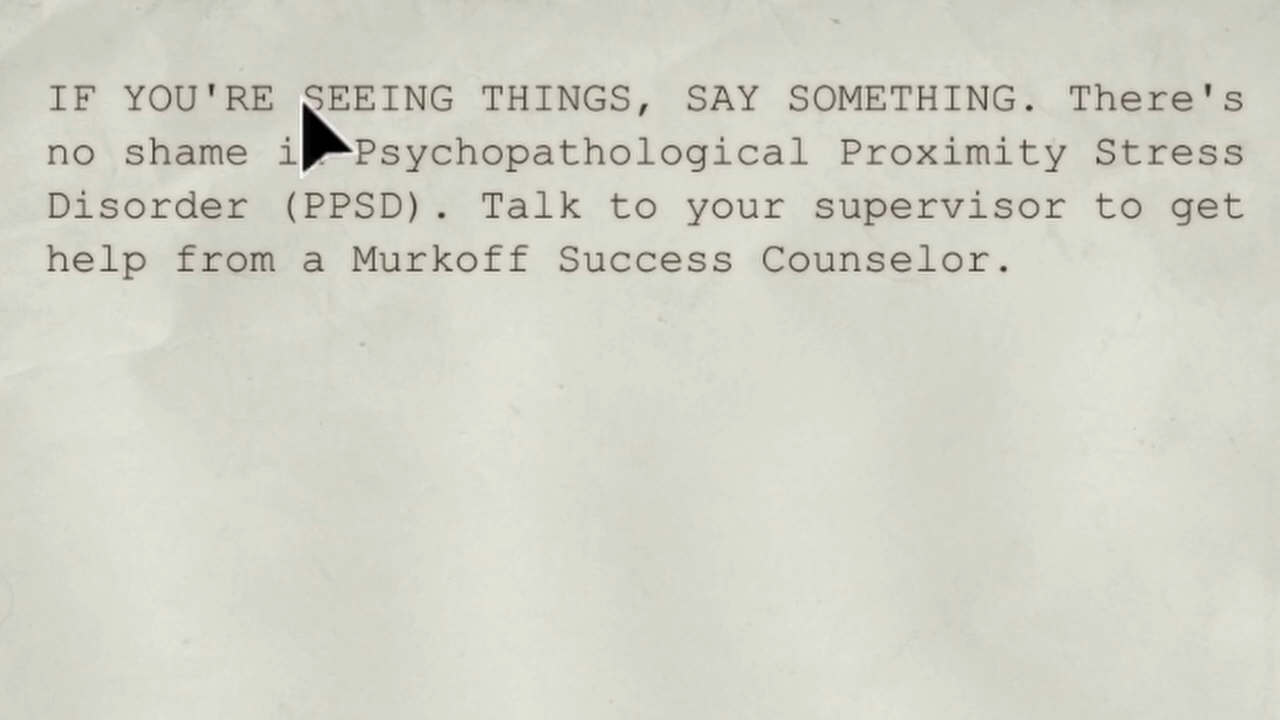 IF YOU'RE SEEING THINGS, SAY SOMETHING. There's
no shame Psychopathological Proximity Stress
Disorder (PPSD). Talk to your supervisor to get
help from a Murkoff Success Counselor.